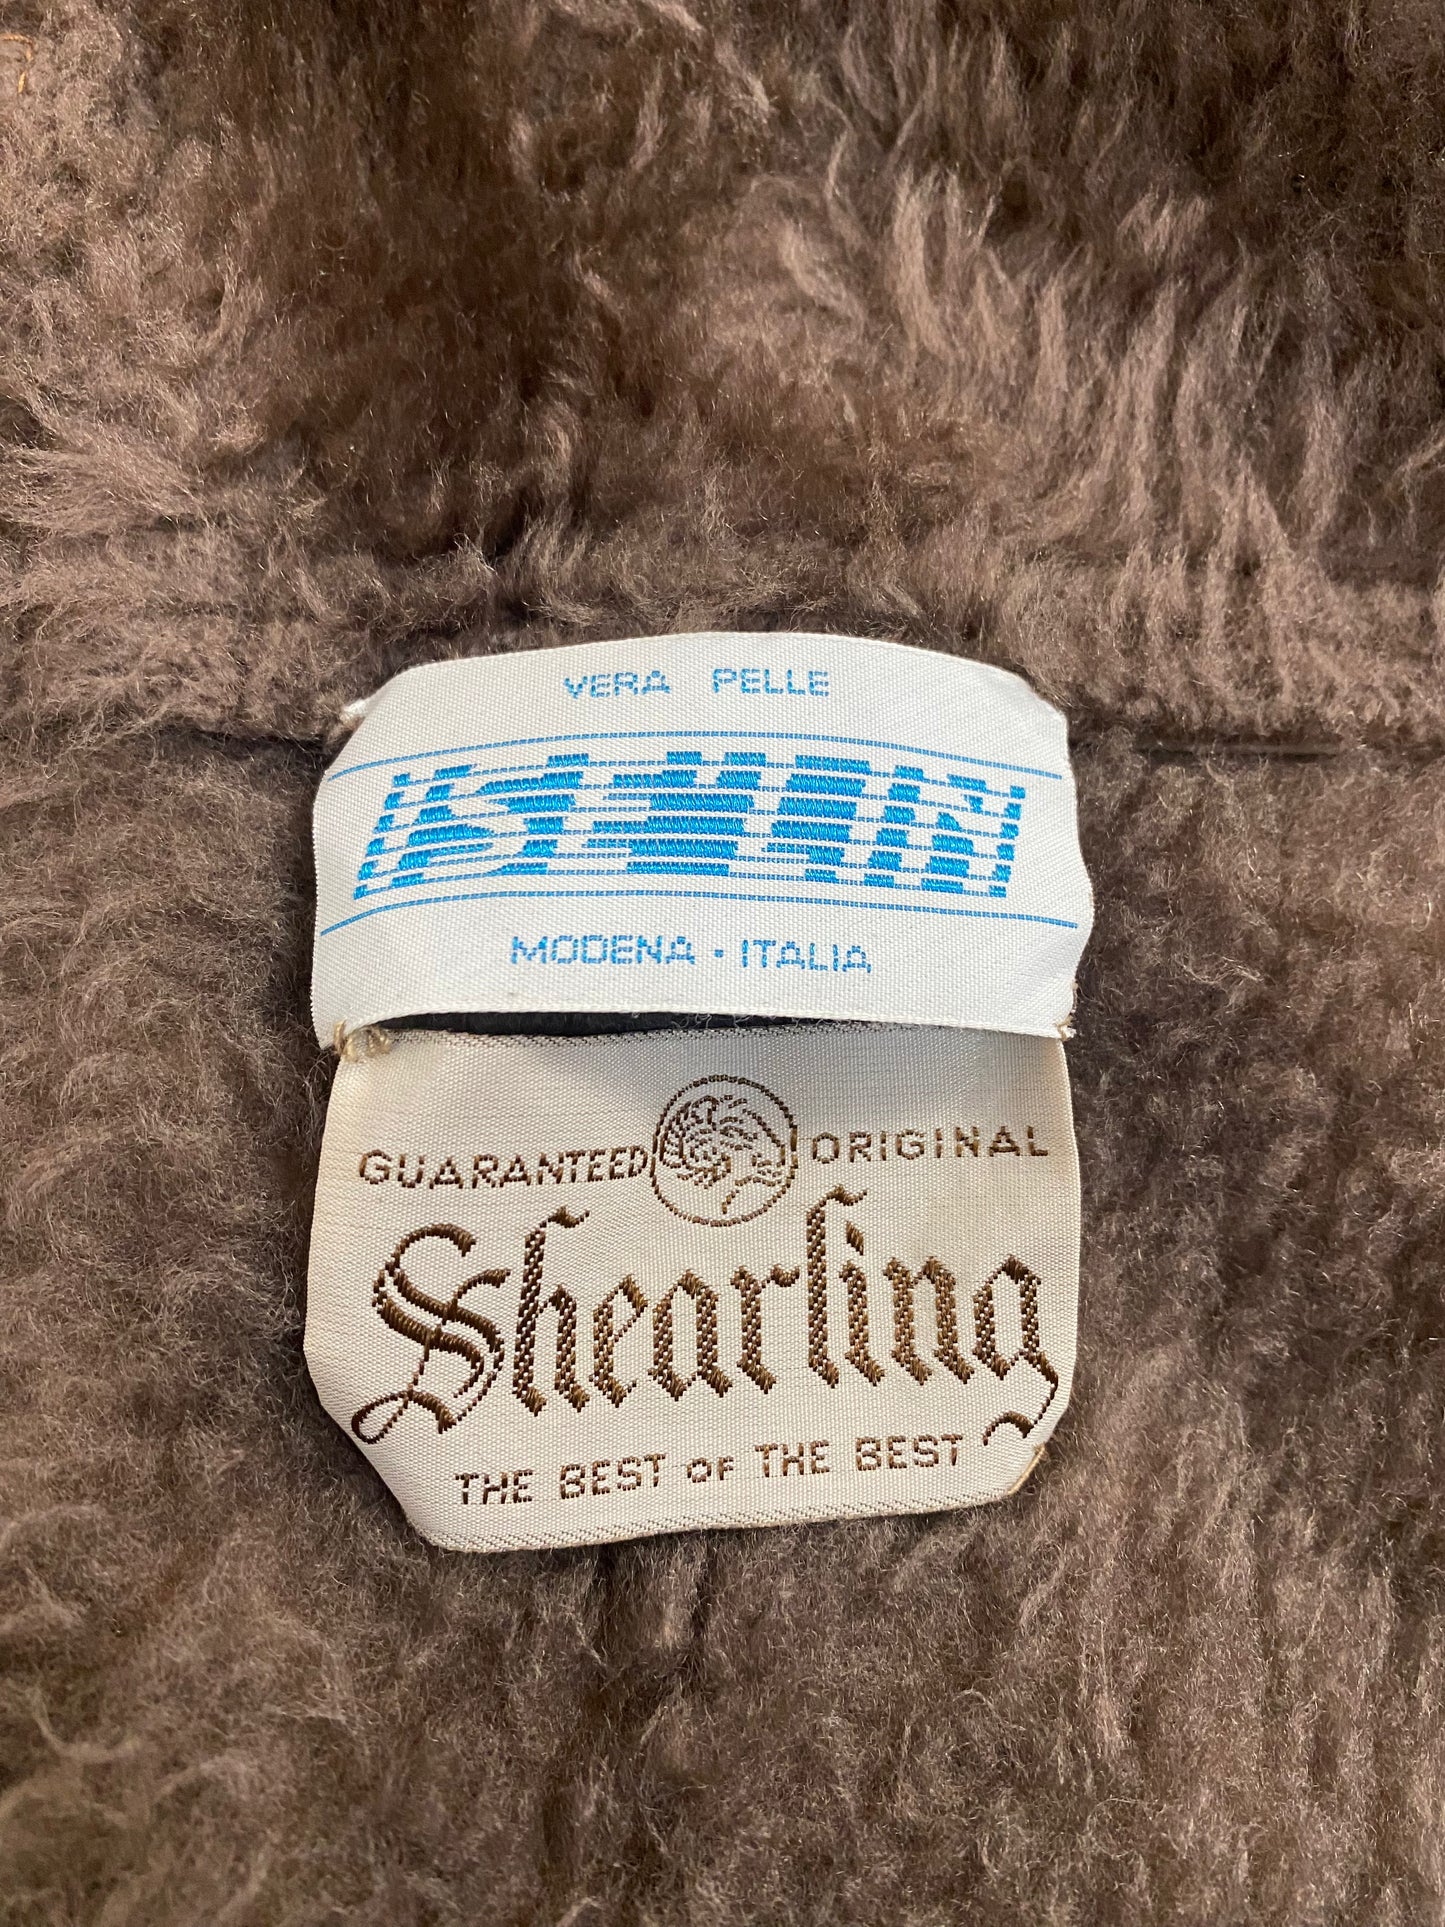 VERA PELLE
MODENA • ITALIA
GUARANTEED ORIGINAL
Shearling
THE BEST OF THE BEST